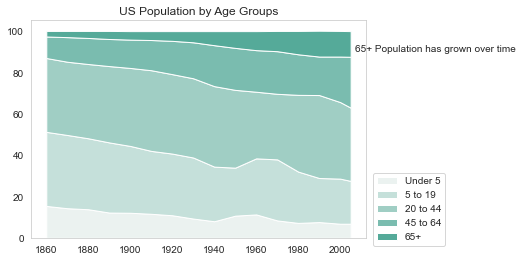 US Population by Age Groups
100
80
60
40
20
0
65+ Population has grown over time
1860
1880
1900
1920
1940
1960
1980
2000
Under 5
5 to 19
20 to 44
45 to 64
65+